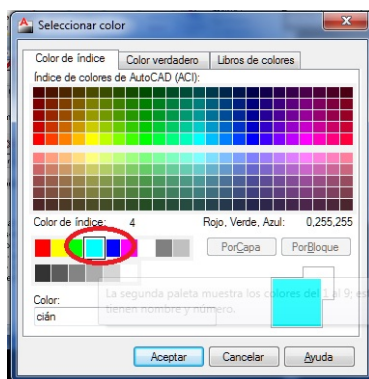 Seleccionar color
Color de índice Color verdadero Libros de colores
Índice de colores de AutoCAD (ACI):
Color de índice: 4 Rojo, Verde, Azul: 0,255,255
PorCapa PorBloque
La segunda paleta muestra los colores del 1 al 9; es
tienen nombre y número.
Color:
cián
Aceptar Cancelar Ayuda